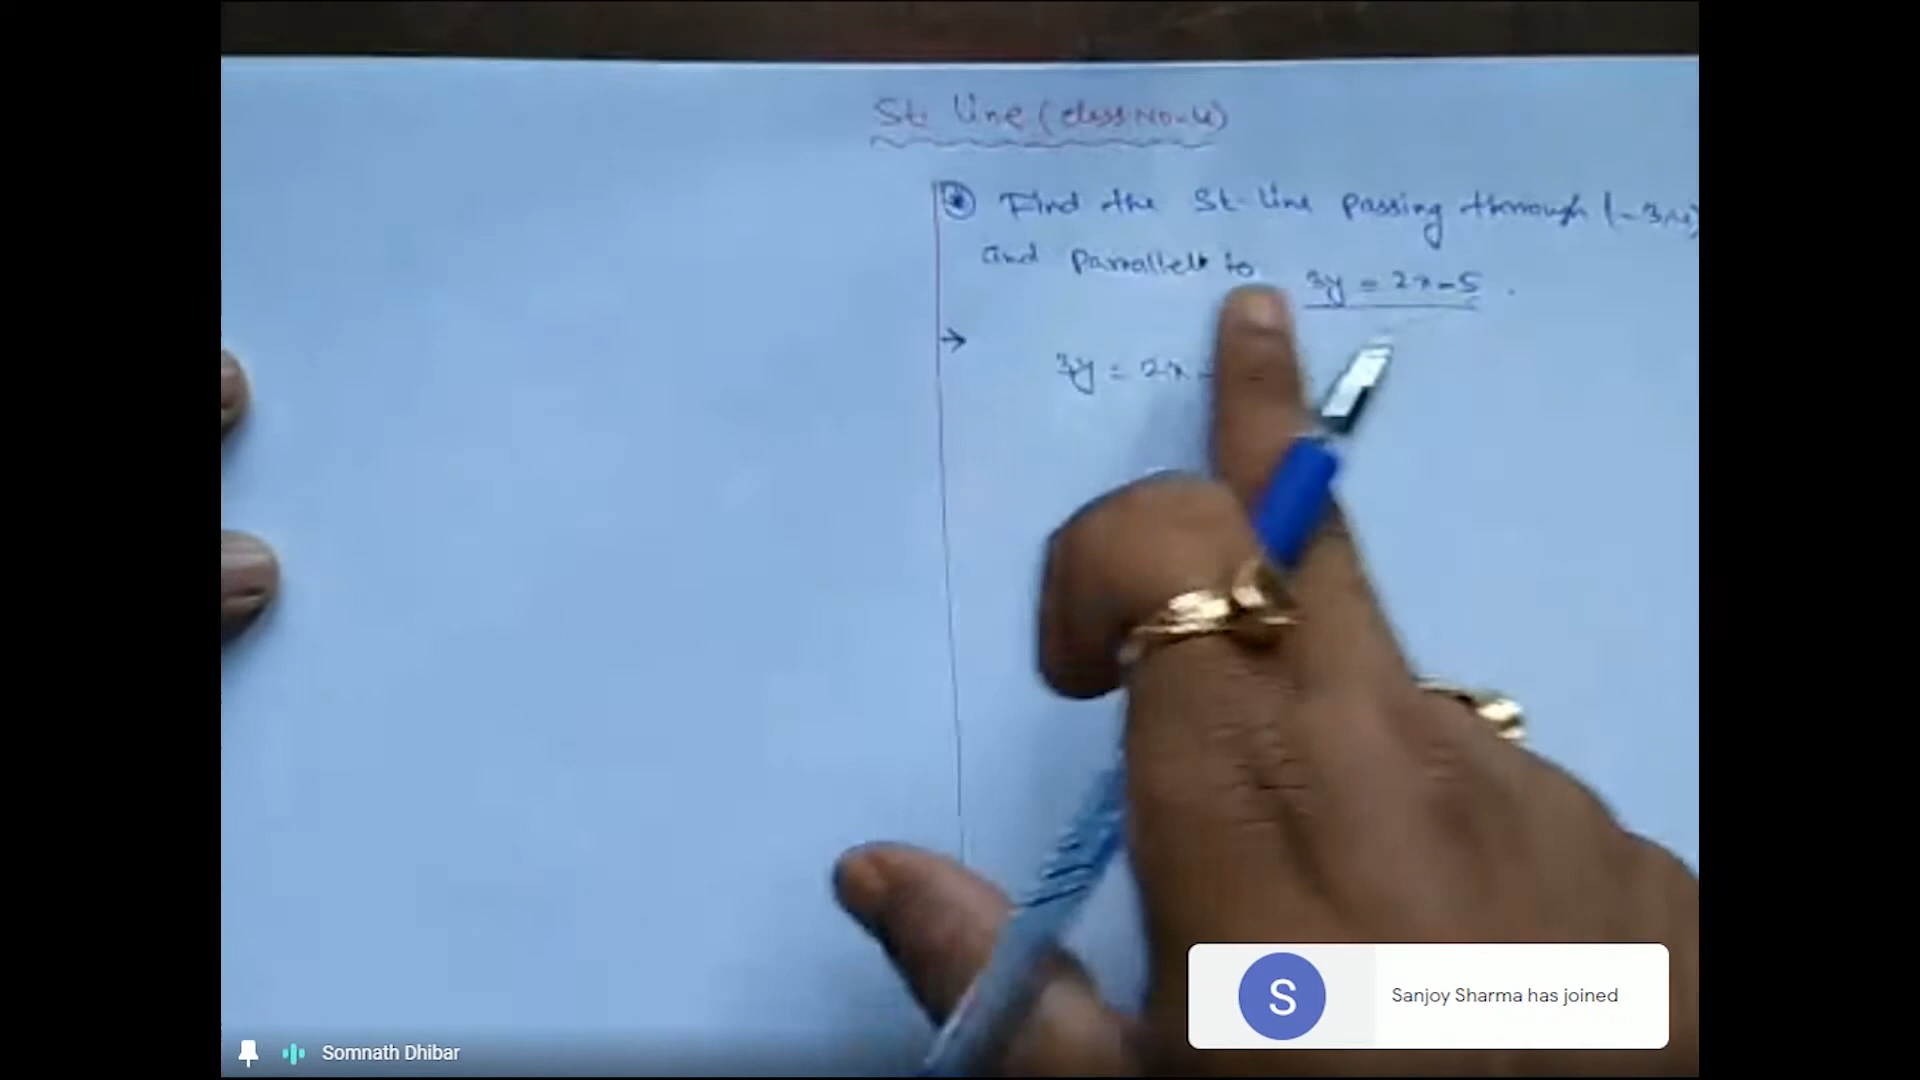 St. line (class No-4)
Find the St. line passing through (-3,4)
and Parallel to 3y = 2x-5 .
→
3y = 2x -
S
Sanjoy Sharma has joined
Somnath Dhibar